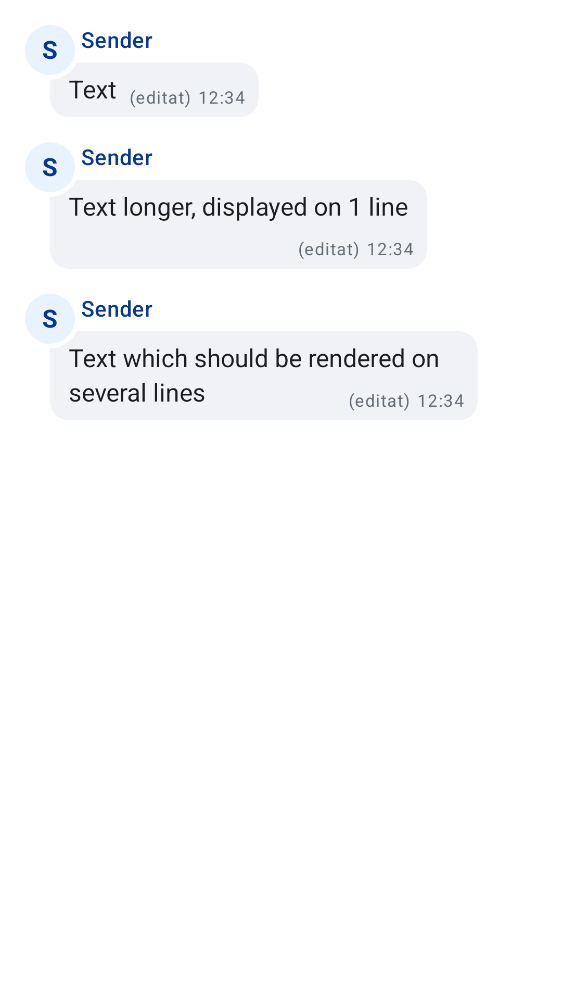 S Sender
Text (editat) 12:34
S Sender
Text longer, displayed on 1 line
(editat) 12:34
S Sender
Text which should be rendered on
several lines (editat) 12:34